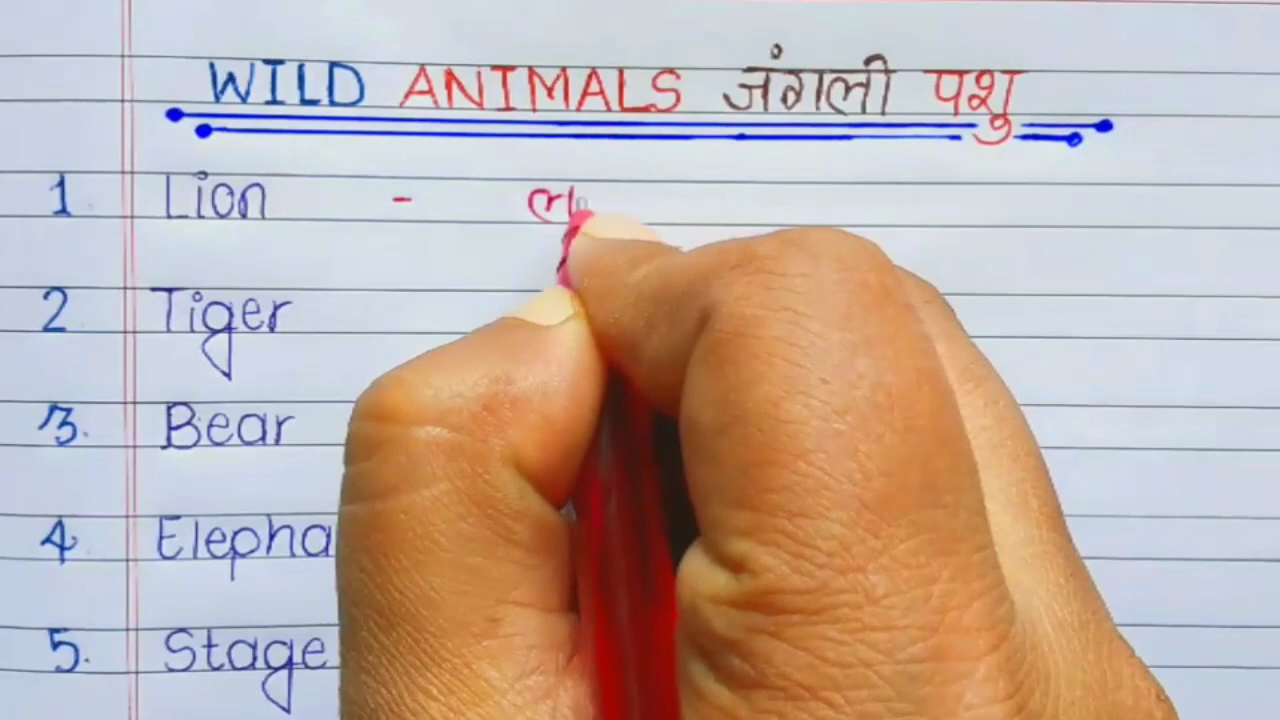 WILD ANIMALS जंगली पशु
1 Lion -
2 Tiger
3. Bear
4 Elepha
5. Stage